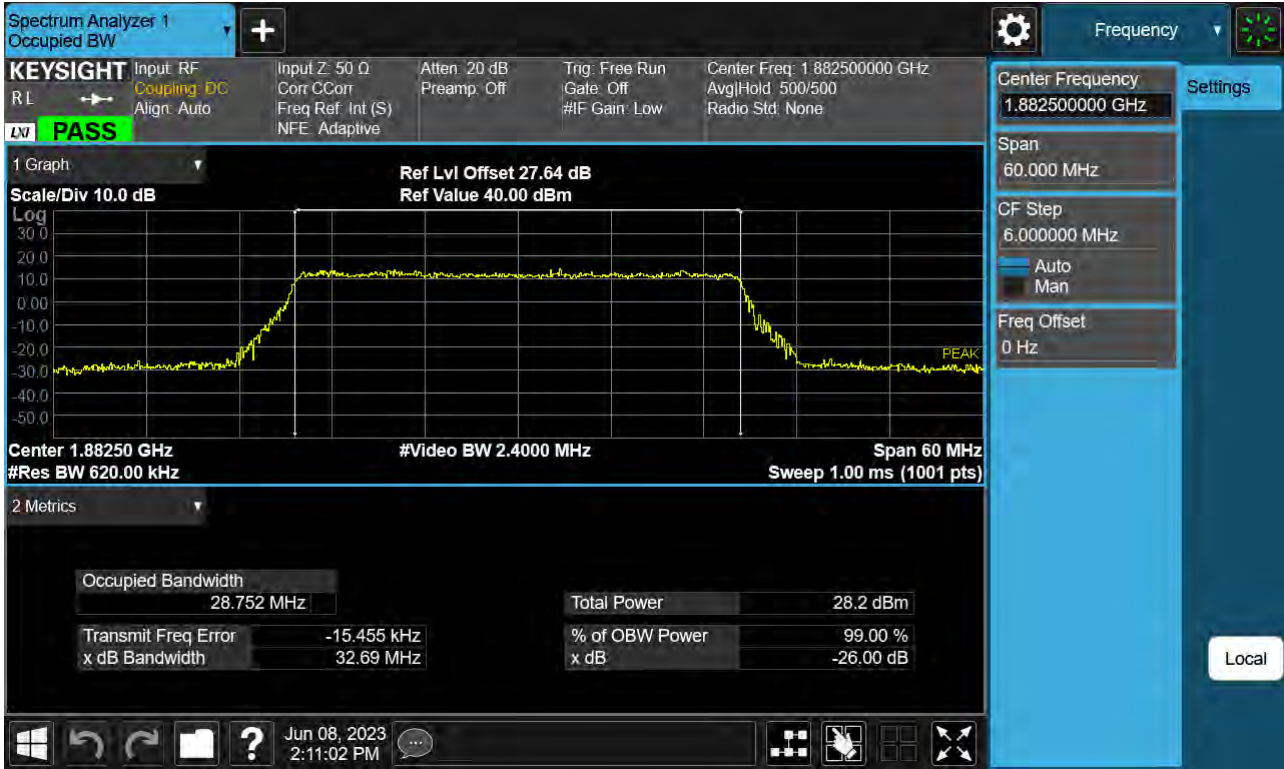 Spectrum Analyzer 1
Occupied BW
Frequency
KEYSIGHT
RL
LXI
PASS
Input: RF
Coupling: DC
Align: Auto
Input Z: 50 Ω
Corr CCorr
Freq Ref: Int (S)
NFE: Adaptive
Atten: 20 dB
Preamp: Off
Trig: Free Run
Gate: Off
#IF Gain: Low
Center Freq: 1.882500000 GHz
Avg|Hold: 500/500
Radio Std: None
1 Graph
Scale/Div 10.0 dB
Ref Lvl Offset 27.64 dB
Ref Value 40.00 dBm
Log
30.0
20.0
10.0
0.00
-10.0
-20.0
-30.0
-40.0
-50.0
PEAK
Center 1.88250 GHz
#Video BW 2.4000 MHz
Span 60 MHz
#Res BW 620.00 kHz
Sweep 1.00 ms (1001 pts)
2 Metrics
Occupied Bandwidth
28.752 MHz
Total Power 28.2 dBm
Transmit Freq Error -15.455 kHz
% of OBW Power 99.00 %
x dB Bandwidth 32.69 MHz
x dB -26.00 dB
Center Frequency
1.882500000 GHz
Settings
Span
60.000 MHz
CF Step
6.000000 MHz
Auto
Man
Freq Offset
0 Hz
Local
?
Jun 08, 2023
2:11:02 PM